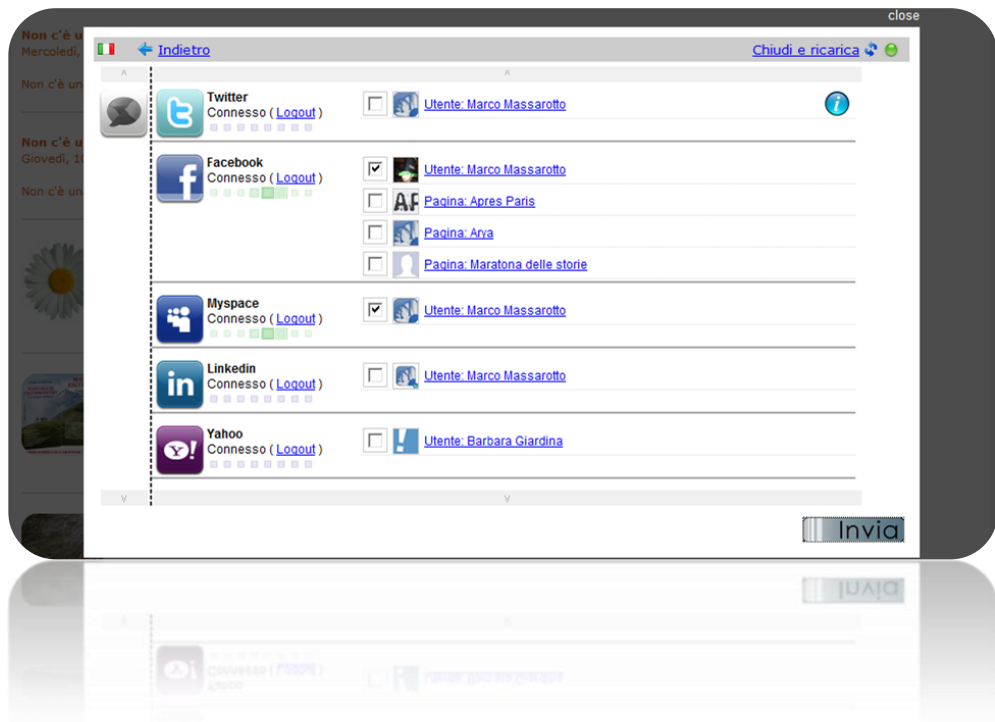 close
Non c'è u
Mercoledì,
Non c'è un
Non c'è u
Giovedì, 1
Non c'è un
Indietro
Chiudi e ricarica
Twitter
Connesso ( Logout )
Utente: Marco Massarotto
Facebook
Connesso ( Logout )
Utente: Marco Massarotto
Pagina: Apres Paris
Pagina: Arya
Pagina: Maratona delle storie
Myspace
Connesso ( Logout )
Utente: Marco Massarotto
Linkedin
Connesso ( Logout )
Utente: Marco Massarotto
Yahoo
Connesso ( Logout )
Utente: Barbara Giardina
Invia